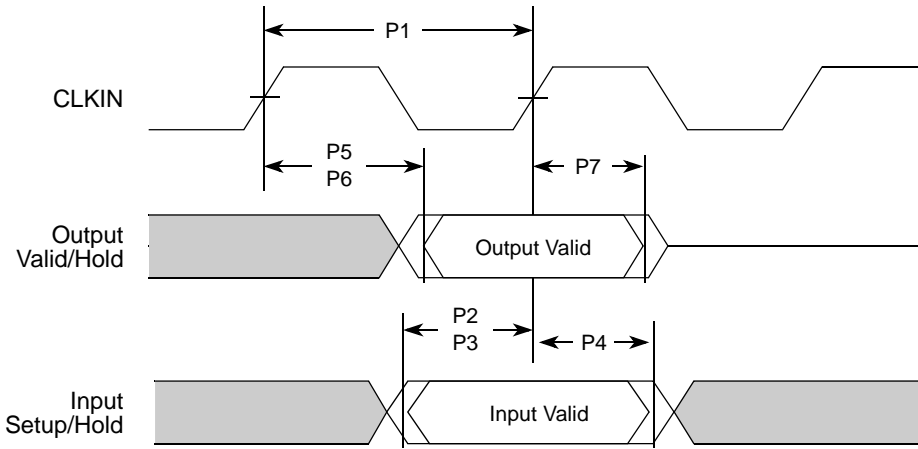 P1
CLKIN
P5
P6
P7
Output
Valid/Hold
Output Valid
P2
P3
P4
Input
Setup/Hold
Input Valid